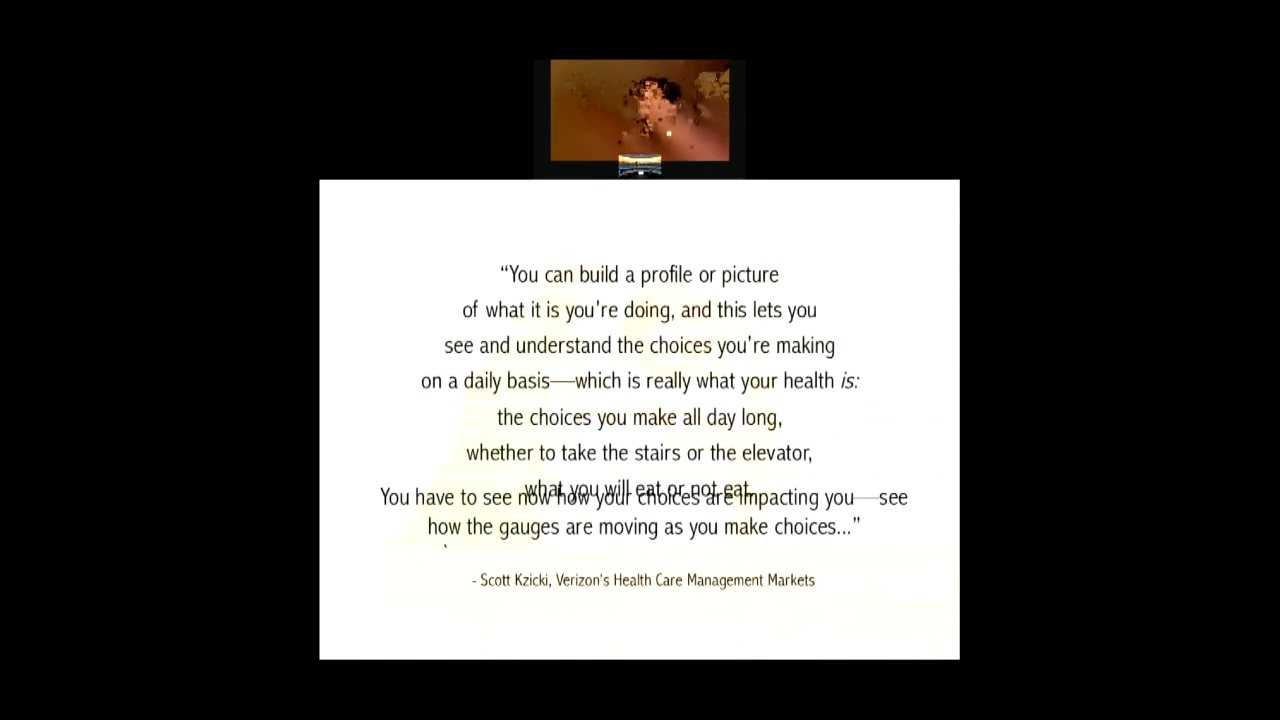 “You can build a profile or picture
of what it is you're doing, and this lets you
see and understand the choices you're making
on a daily basis—which is really what your health is:
the choices you make all day long,
whether to take the stairs or the elevator,
what you will eat or not eat.
You have to see now how your choices are impacting you—see
how the gauges are moving as you make choices...”
- Scott Kzicki, Verizon's Health Care Management Markets